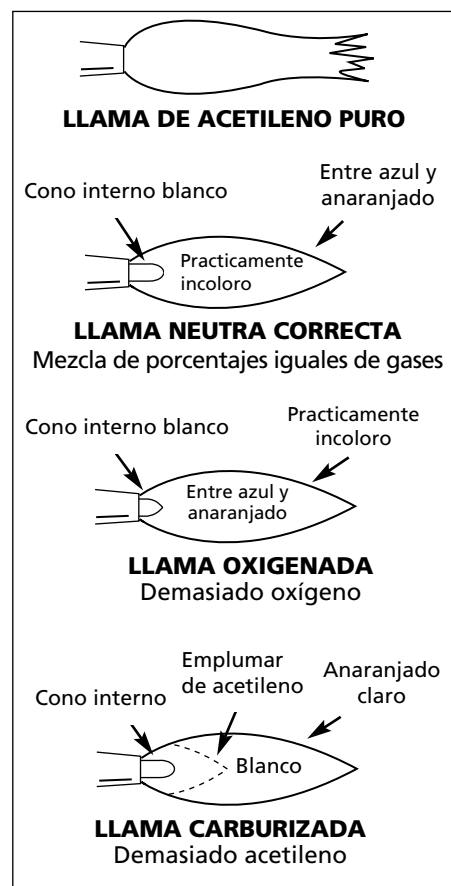 LLAMA DE ACETILENO PURO
Cono interno blanco
Entre azul y
anaranjado
Practicamente
incoloro
LLAMA NEUTRA CORRECTA
Mezcla de porcentajes iguales de gases
Cono interno blanco
Practicamente
incoloro
Entre azul y
anaranjado
LLAMA OXIGENADA
Demasiado oxígeno
Emplumar
de acetileno
Anaranjado
claro
Cono interno
Blanco
LLAMA CARBURIZADA
Demasiado acetileno